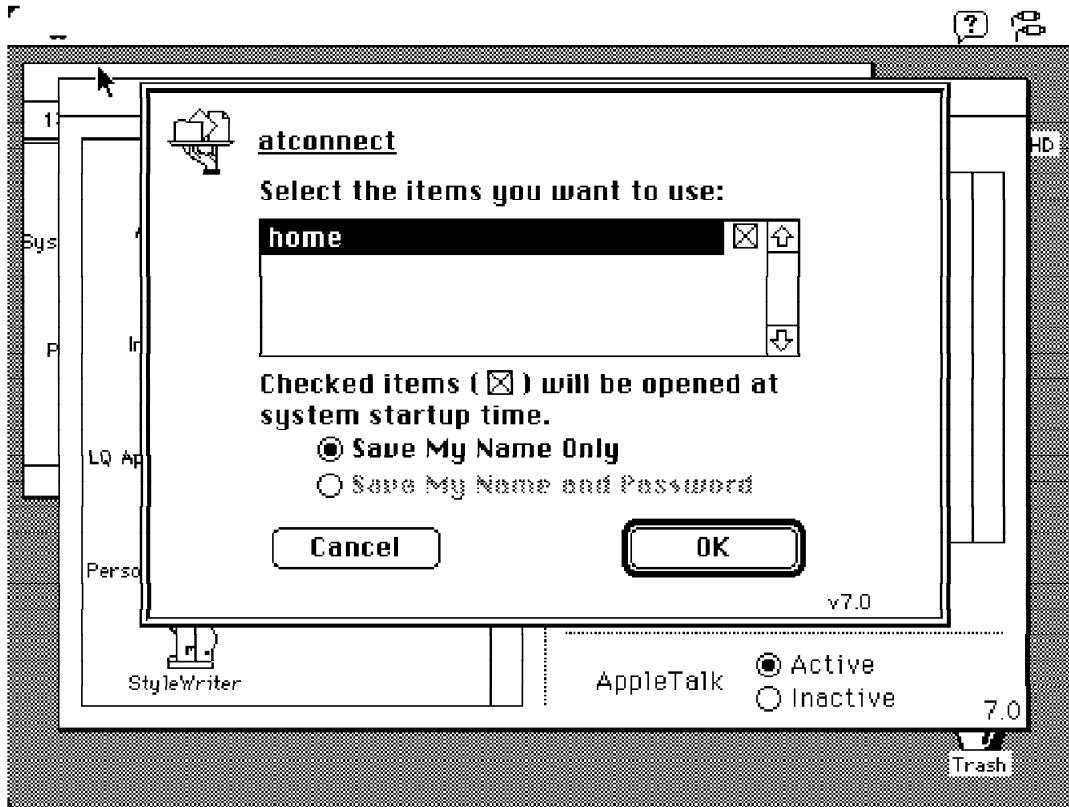 ?
HD
atconnect
Select the items you want to use:
home
Checked items ( ) will be opened at
system startup time.
Save My Name Only
Save My Name and Password
Cancel
OK
v7.0
Sys
P
In
LQ Ap
Perso
StyleWriter
AppleTalk
Active
Inactive
7.0
Trash